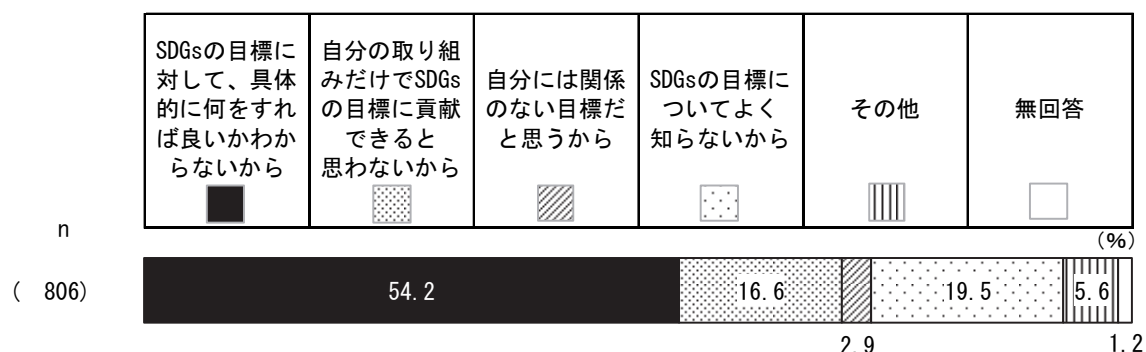 SDGsの目標に
対して、具体
的に何をすれ
ば良いかわか
らないから
自分の取り組
みだけでSDGs
の目標に貢献
できると
思わないから
自分には関係
のない目標だ
と思うから
SDGsの目標に
ついてよく
知らないから
その他
無回答
n
(%)
( 806)
54.2
16.6
2.9
19.5
5.6
1.2